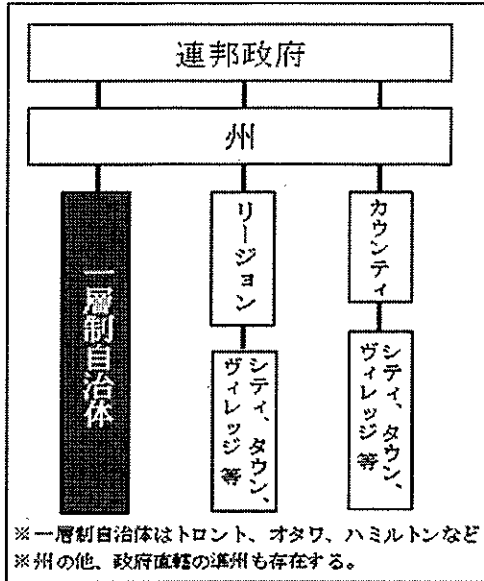 連邦政府
州
一層制自治体
リージョン
カウンティ
シティ、タウン、
ヴィレッジ 等
シティ、タウン、
ヴィレッジ 等
※一層制自治体はトロント、オタワ、ハミルトンなど
※州の他、政府直轄の準州も存在する。